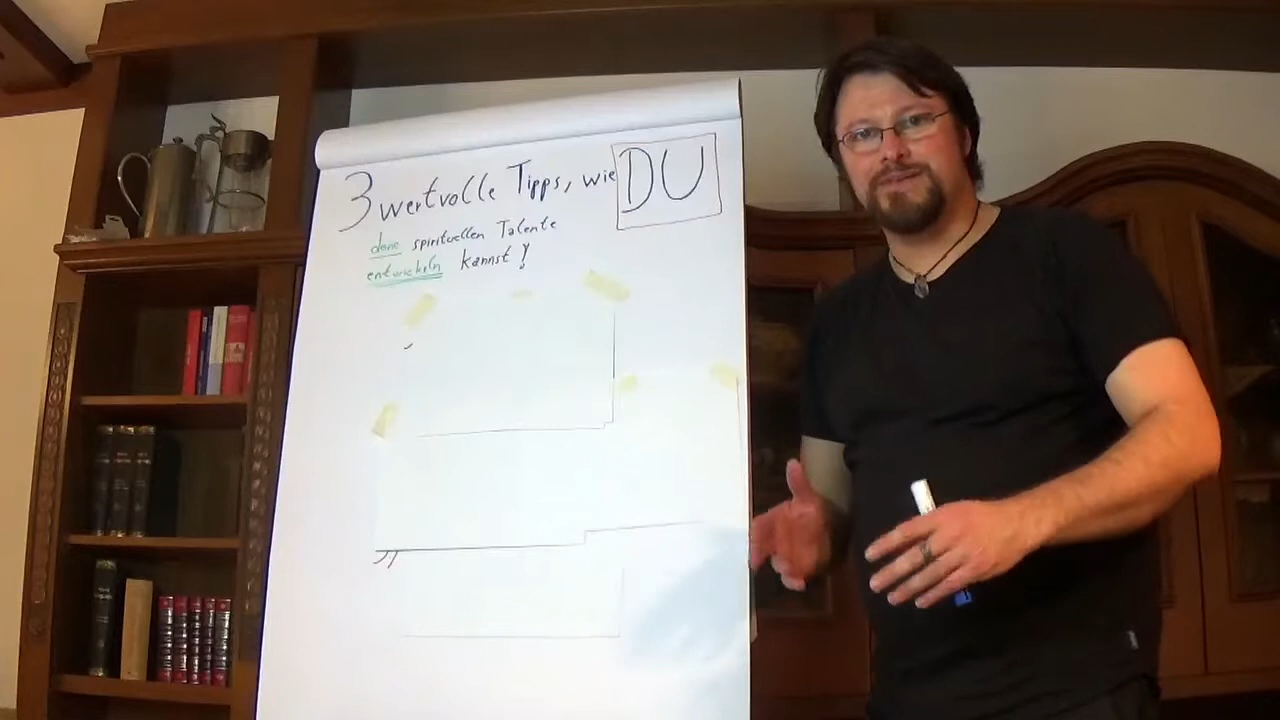 3 wertvolle Tipps, wie DU
deine spirituellen Talente
entwickeln kannst!